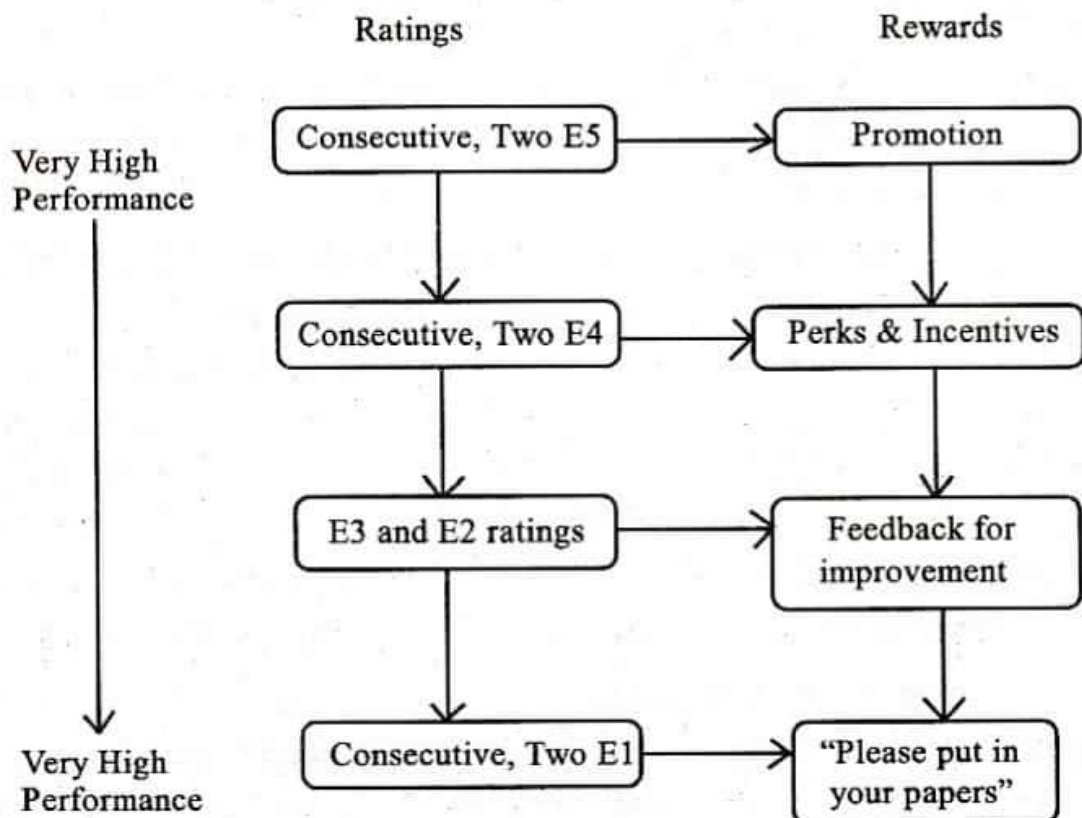 Ratings
Rewards
Consecutive, Two E5
Promotion
Very High
Performance
Consecutive, Two E4
Perks & Incentives
E3 and E2 ratings
Feedback for
improvement
Consecutive, Two E1
“Please put in
your papers”
Very High
Performance